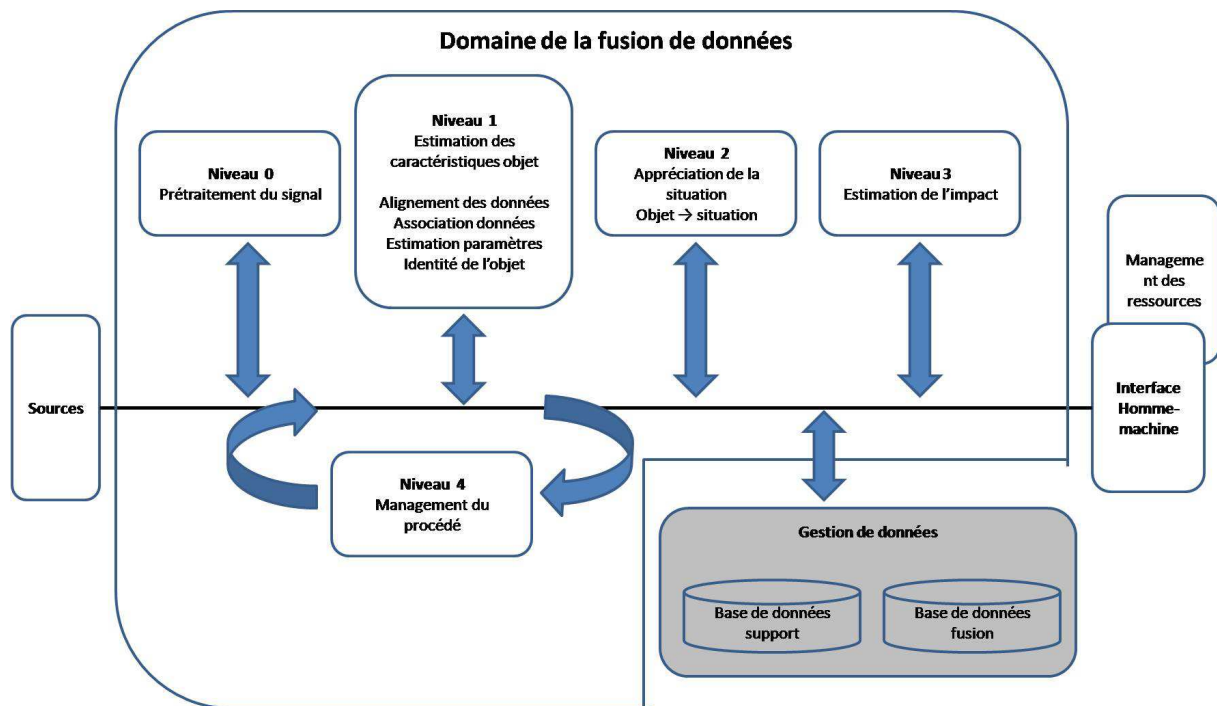 Domaine de la fusion de données
Niveau 0
Prétraitement du signal
Niveau 1
Estimation des
caractéristiques objet
Alignement des données
Association données
Estimation paramètres
Identité de l'objet
Niveau 2
Appréciation de la
situation
Objet → situation
Niveau 3
Estimation de l'impact
Manageme
nt des
ressources
Sources
Interface
Homme-
machine
Niveau 4
Management du
procédé
Gestion de données
Base de données
support
Base de données
fusion